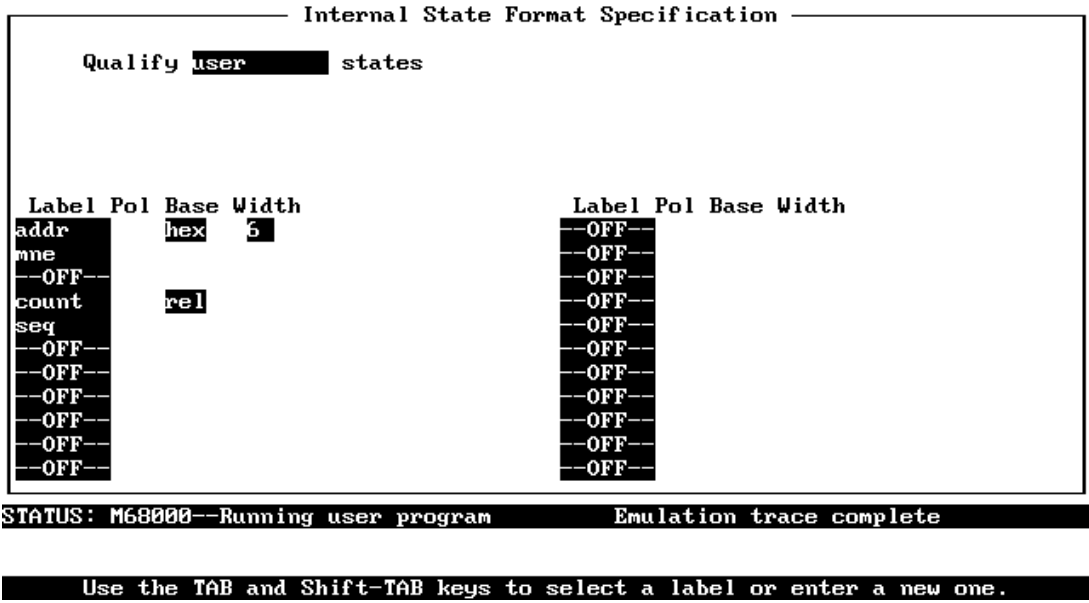 Internal State Format Specification
Qualify user states
Label Pol Base Width Label Pol Base Width
addr hex 6 --OFF--
mne --OFF--
--OFF-- --OFF--
count rel --OFF--
seq --OFF--
--OFF-- --OFF--
--OFF-- --OFF--
--OFF-- --OFF--
--OFF-- --OFF--
--OFF-- --OFF--
--OFF-- --OFF--
STATUS: M68000--Running user program Emulation trace complete
Use the TAB and Shift-TAB keys to select a label or enter a new one.